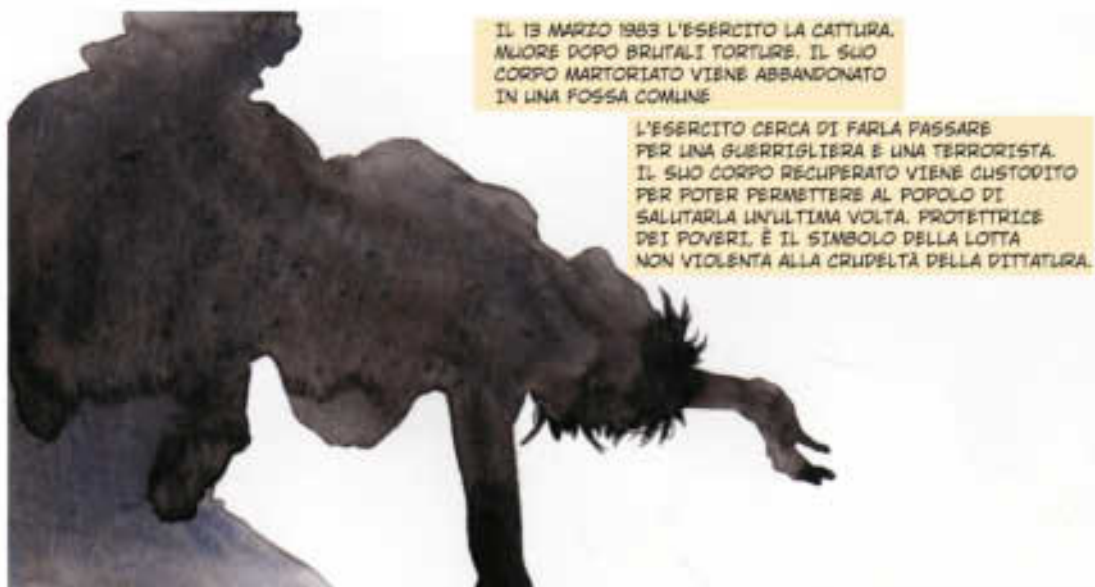 IL 13 MARZO 1983 L'ESERCITO LA CATTURA.
MUORE DOPO BRUTALI TORTURE. IL SUO
CORPO MARTORIATO VIENE ABBANDONATO
IN UNA FOSSA COMUNE
L'ESERCITO CERCA DI FARLA PASSARE
PER UNA GUERRIGLIERA E UNA TERRORISTA.
IL SUO CORPO RECUPERATO VIENE CUSTODITO
PER POTER PERMETTERE AL POPOLO DI
SALUTARLA UN'ULTIMA VOLTA. PROTETTRICE
DEI POVERI, È IL SIMBOLO DELLA LOTTA
NON VIOLENTA ALLA CRUDELTÀ DELLA DITTATURA.